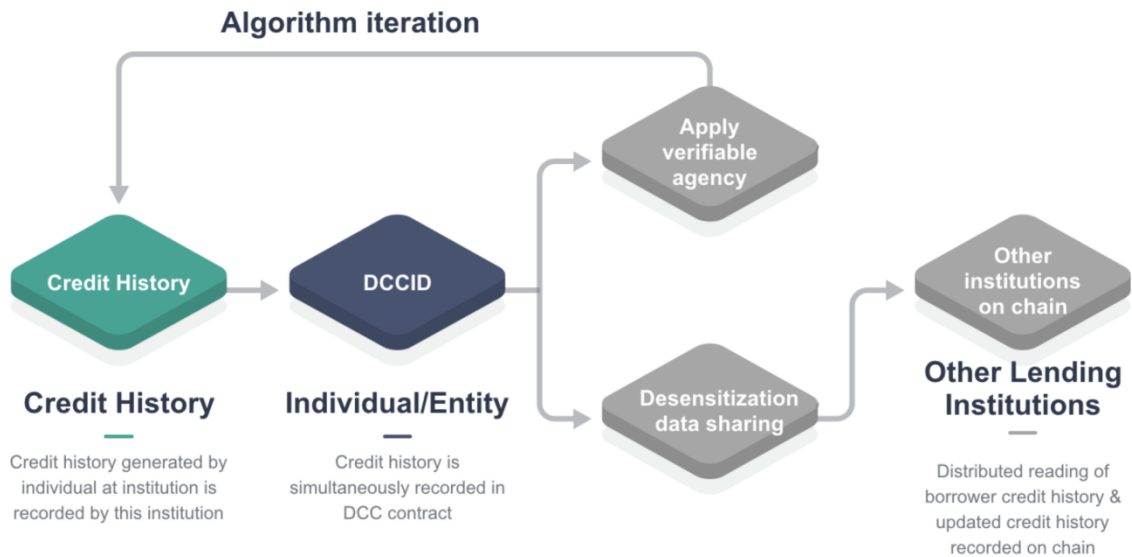 Algorithm iteration
Apply
verifiable
agency
Credit History
DCCID
Other
institutions
on chain
Desensitization
data sharing
Credit History
Credit history generated by
individual at institution is
recorded by this institution
Individual/Entity
Credit history is
simultaneously recorded in
DCC contract
Other Lending
Institutions
Distributed reading of
borrower credit history &
updated credit history
recorded on chain